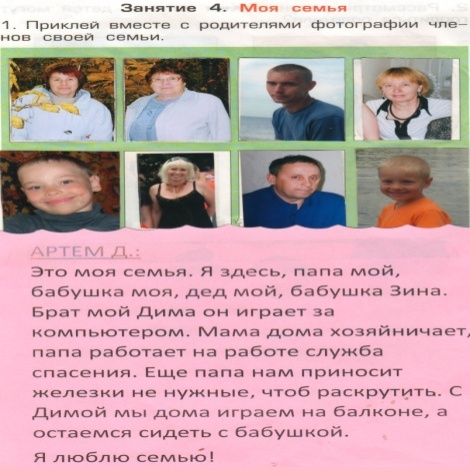 Занятие 4. Моя семья
1. Приклей вместе с родителями фотографии чле-
нов своей семьи.
АРТЕМ Д.:
Это моя семья. Я здесь, папа мой,
бабушка моя, дед мой, бабушка Зина.
Брат мой Дима он играет за
компьютером. Мама дома хозяйничает,
папа работает на работе служба
спасения. Еще папа нам приносит
железки не нужные, чтоб раскрутить. С
Димой мы дома играем на балконе, а
остаемся сидеть с бабушкой.
Я люблю семью!